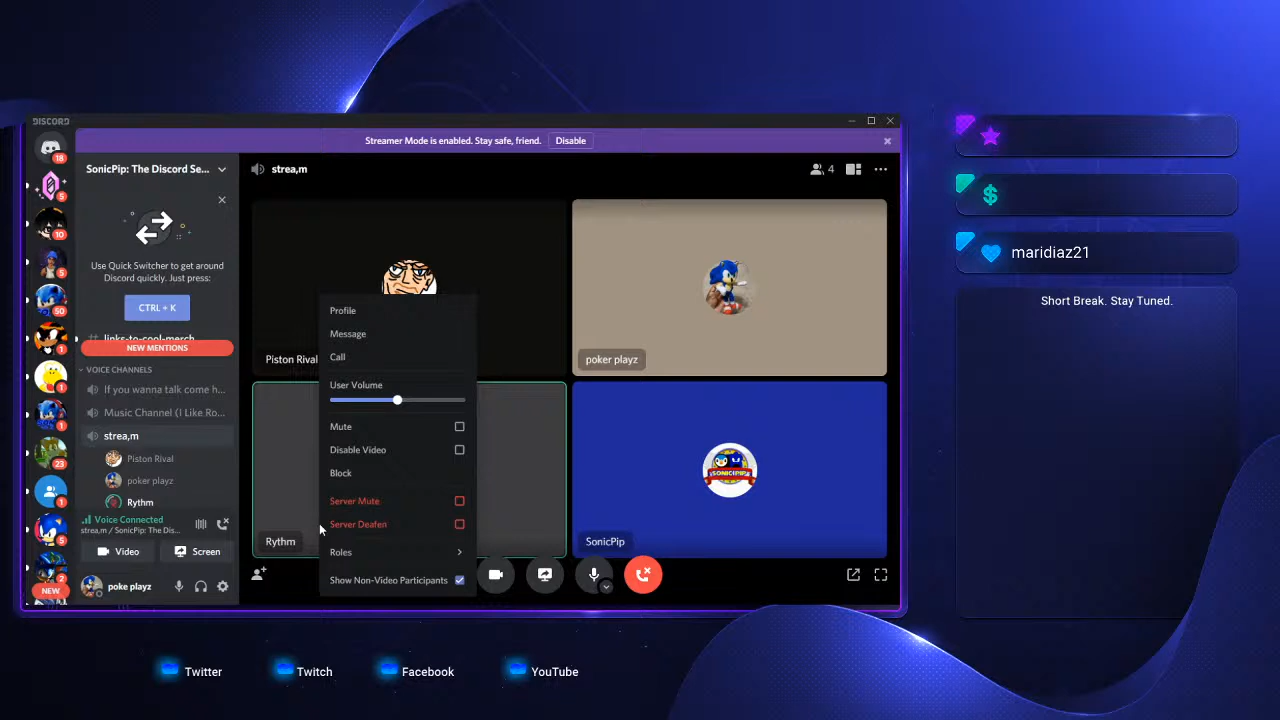 DISCORD
Streamer Mode is enabled. Stay safe, friend.
Disable
18
5
10
5
50
1
1
1
23
1
5
2
NEW
SonicPip: The Discord Se...
Use Quick Switcher to get around
Discord quickly. Just press:
CTRL + K
links-to-cool-merch
NEW MENTIONS
VOICE CHANNELS
If you wanna talk come h...
Music Channel (I Like Ro...
strea,m
Piston Rival
poker playz
Rythm
Voice Connected
strea,m / SonicPip: The Dis...
Video
Screen
poke playz
strea,m
4
Piston Rival
poker playz
Rythm
SonicPip
SONICPIP
Profile
Message
Call
User Volume
Mute
Disable Video
Block
Server Mute
Server Deafen
Roles
Show Non-Video Participants
$
maridiaz21
Short Break. Stay Tuned.
Twitter
Twitch
Facebook
YouTube